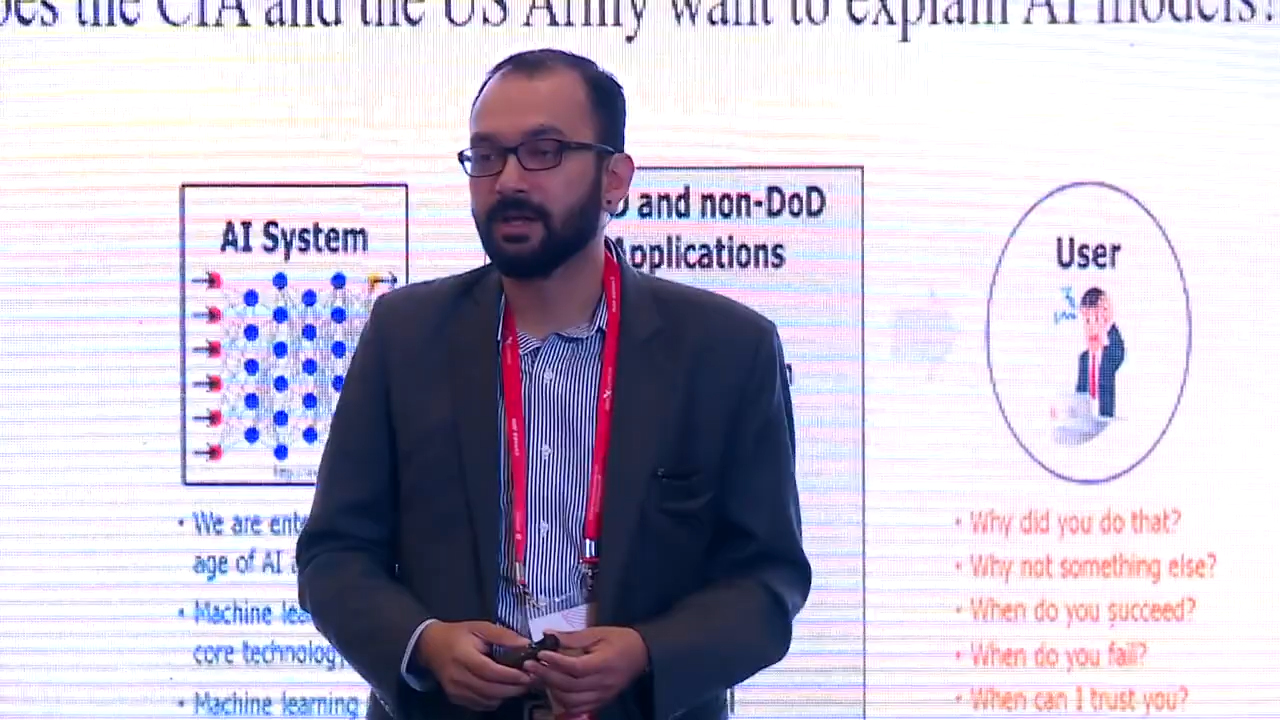 oes the CIA and the US Army want to explain AI models?
AI System
and non-DoD
Applications
User
• We are ent
age of AI
• Machine lea
core technology
• Machine learning
• Why did you do that?
• Why not something else?
• When do you succeed?
• When do you fail?
• When can I trust you?